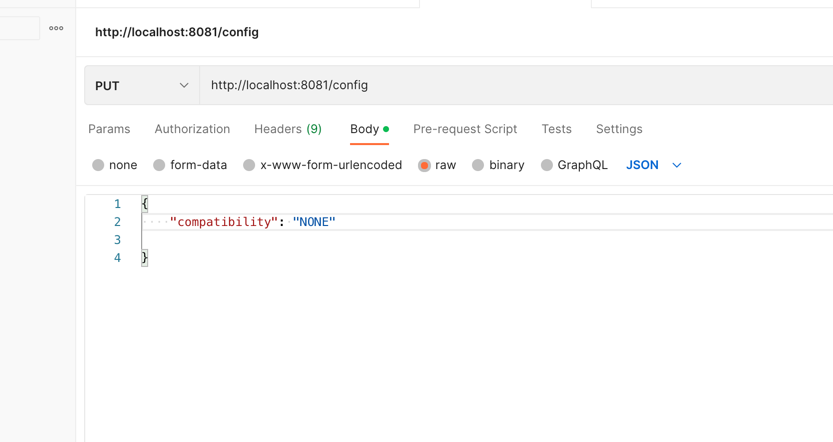 http://localhost:8081/config
PUT http://localhost:8081/config
Params Authorization Headers (9) Body Pre-request Script Tests Settings
none form-data x-www-form-urlencoded raw binary GraphQL JSON
1 {
2 "compatibility": "NONE"
3
4 }